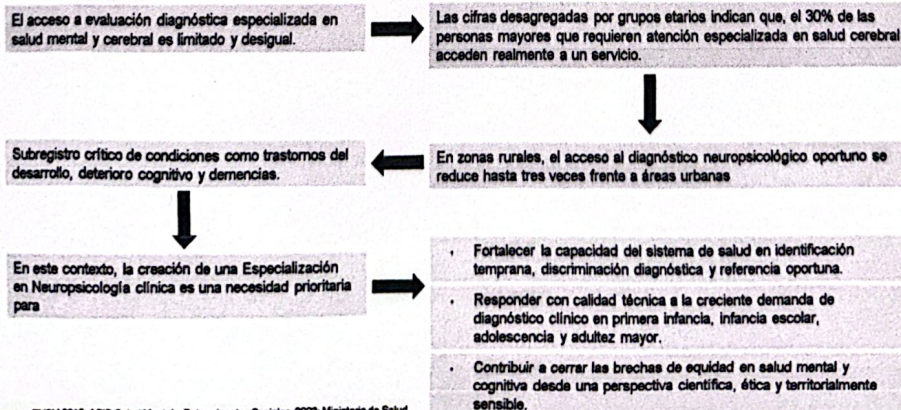 El acceso a evaluación diagnóstica especializada en
salud mental y cerebral es limitado y desigual.
Las cifras desagregadas por grupos etarios indican que, el 30% de las
personas mayores que requieren atención especializada en salud cerebral
acceden realmente a un servicio.
En zonas rurales, el acceso al diagnóstico neuropsicológico oportuno se
reduce hasta tres veces frente a áreas urbanas
Subregistro crítico de condiciones como trastornos del
desarrollo, deterioro cognitivo y demencias.
En este contexto, la creación de una Especialización
en Neuropsicología clínica es una necesidad prioritaria
para
· Fortalecer la capacidad del sistema de salud en identificación
temprana, discriminación diagnóstica y referencia oportuna.
· Responder con calidad técnica a la creciente demanda de
diagnóstico clínico en primera infancia, infancia escolar,
adolescencia y adultez mayor.
· Contribuir a cerrar las brechas de equidad en salud mental y
cognitiva desde una perspectiva científica, ética y territorialmente
sensible.